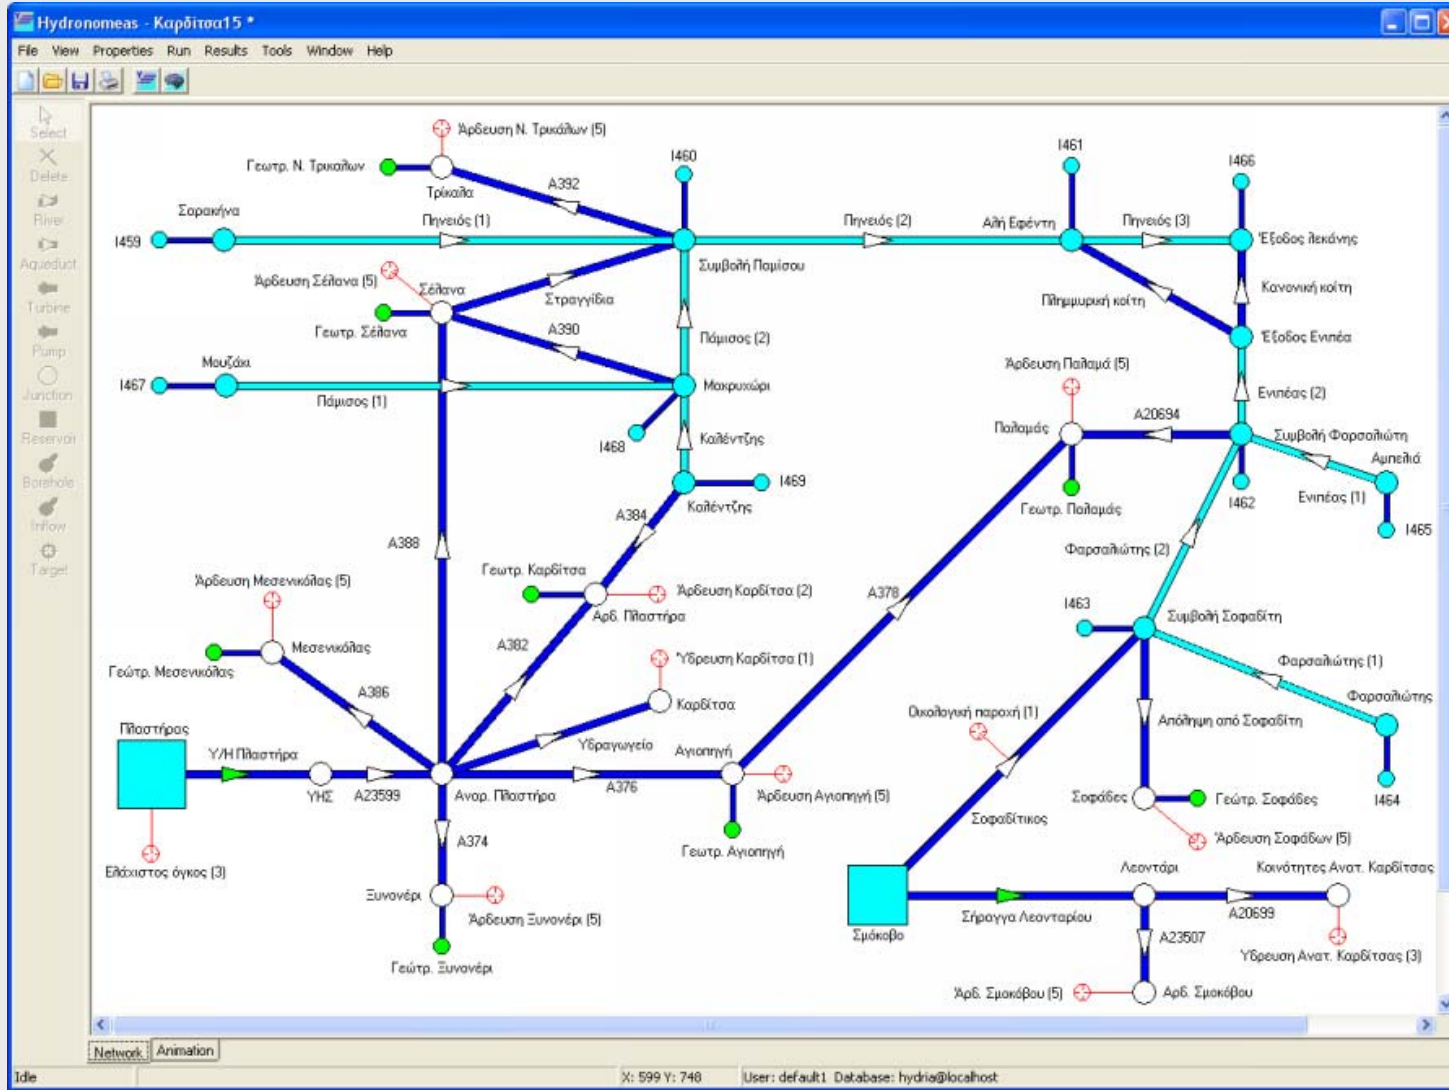 Hydronomeas - Καρδίτσα15 *
File View Properties Run Results Tools Window Help
Select
Delete
River
Aqueduct
Turbine
Pump
Junction
Reservoir
Borehole
Inflow
Target
Άρδευση Ν. Τρικάλων (5)
Γεωτρ. Ν. Τρικαλων
Τρίκαλα
A392
I460
I461
I466
Σαρακήνα
I459
Πηνειός (1)
Πηνειός (2)
Αλή Εφέντη
Πηνειός (3)
Έξοδος λεκάνης
Συμβολή Παμίσου
Άρδευση Σέλανα (5)
Σέλανα
Στραγγίδια
Πλημμυρική κοίτη
Κανονική κοίτη
Γεωτρ. Σέλανα
A390
Πάμισος (2)
Έξοδος Ενιπέα
Μουζάκι
I467
Πάμισος (1)
Μακρυχώρι
Άρδευση Παλαμά (5)
Ενιπέας (2)
I468
Καλέντζης
Παλαμάς
A20694
Συμβολή Φαρσαλιώτη
Αμπελιά
I469
Καλέντζης
Γεωτρ. Παλαμάς
I462
Ενιπέας (1)
I465
A388
A384
Φαρσαλιώτης (2)
Γεωτρ. Καρδίτσα
Άρδευση Καρδίτσα (2)
Αρδ. Πλαστήρα
A378
Άρδευση Μεσενικόλας (5)
I463
Συμβολή Σοφαδίτη
Μεσενικόλας
Γεώτρ. Μεσενικόλας
A382
Ύδρευση Καρδίτσα (1)
Φαρσαλιώτης (1)
A386
Καρδίτσα
Φαρσαλιώτης
Οικολογική παροχή (1)
Απόληψη από Σοφαδίτη
Πλαστήρας
Υ/Η Πλαστήρα
Υδραγωγείο
Αγιοπηγή
ΥΗΣ
A23599
Αναρ. Πλαστήρα
A376
Άρδευση Αγιοπηγή (5)
Σοφάδες
Γεώτρ. Σοφάδες
I464
Σοφαδίτικος
A374
Γεωτρ. Αγιοπηγή
Άρδευση Σοφάδων (5)
Ελάχιστος όγκος (3)
Λεοντάρι
Κοινότητες Ανατ. Καρδίτσας
Ξυνονέρι
Άρδευση Ξυνονέρι (5)
Σήραγγα Λεονταρίου
A20699
Σμόκοβο
A23507
Ύδρευση Ανατ. Καρδίτσας (3)
Γεώτρ. Ξυνονέρι
Άρδ. Σμοκόβου (5)
Αρδ. Σμοκόβου
Network Animation
Idle X: 599 Y: 748 User: default1 Database: hydria@localhost